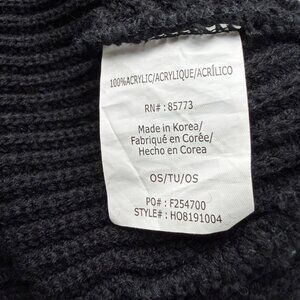 100%ACRYLIC/ACRYLIQUE/ACRÍLICO
RN# : 85773
Made in Korea/
Fabriqué en Corée/
Hecho en Corea
OS/TU/OS
PO# : F254700
STYLE# : HO8191004